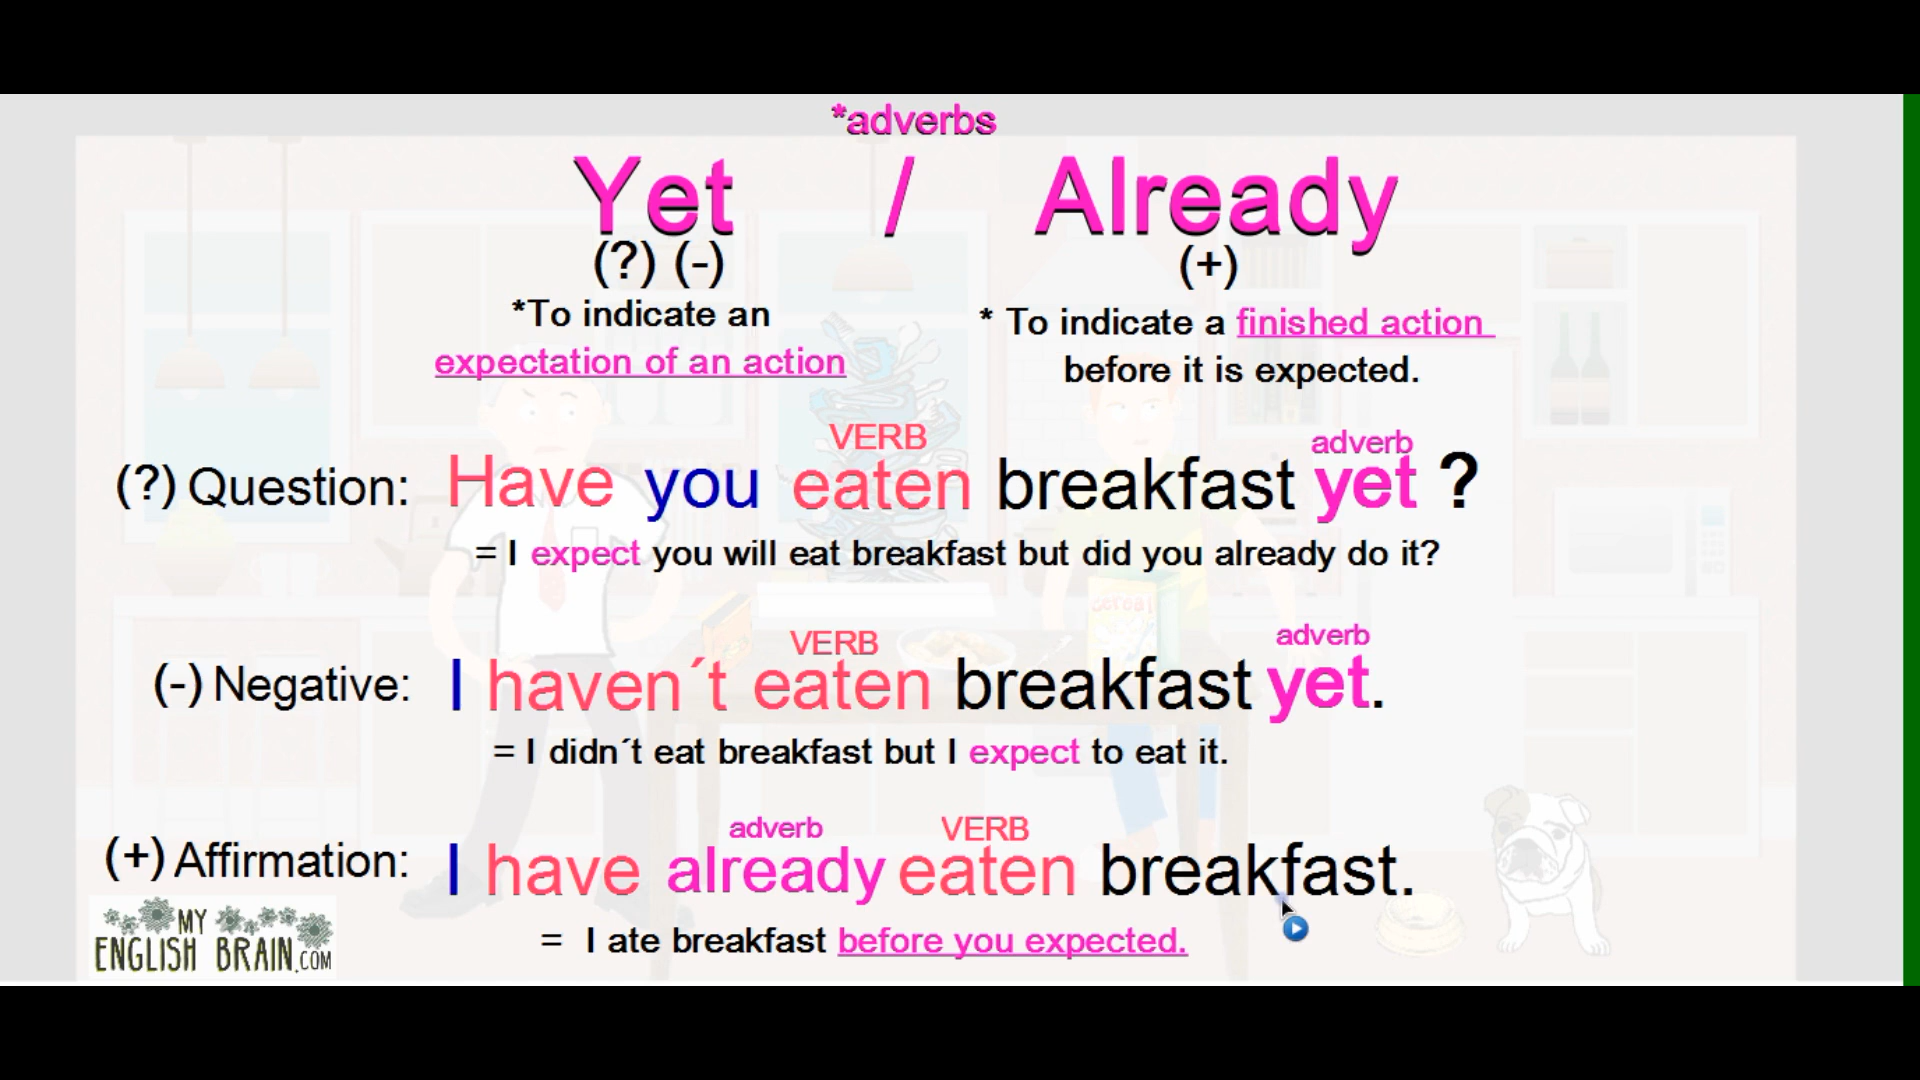 *adverbs
Yet / Already
(?) (-)
(+)
*To indicate an
expectation of an action
* To indicate a finished action
before it is expected.
VERB
adverb
(?) Question: Have you eaten breakfast yet ?
= I expect you will eat breakfast but did you already do it?
VERB
adverb
(-) Negative: I haven´t eaten breakfast yet.
= I didn´t eat breakfast but I expect to eat it.
adverb
VERB
(+) Affirmation: I have already eaten breakfast.
= I ate breakfast before you expected.
MY
ENGLISH BRAIN.COM
cereal